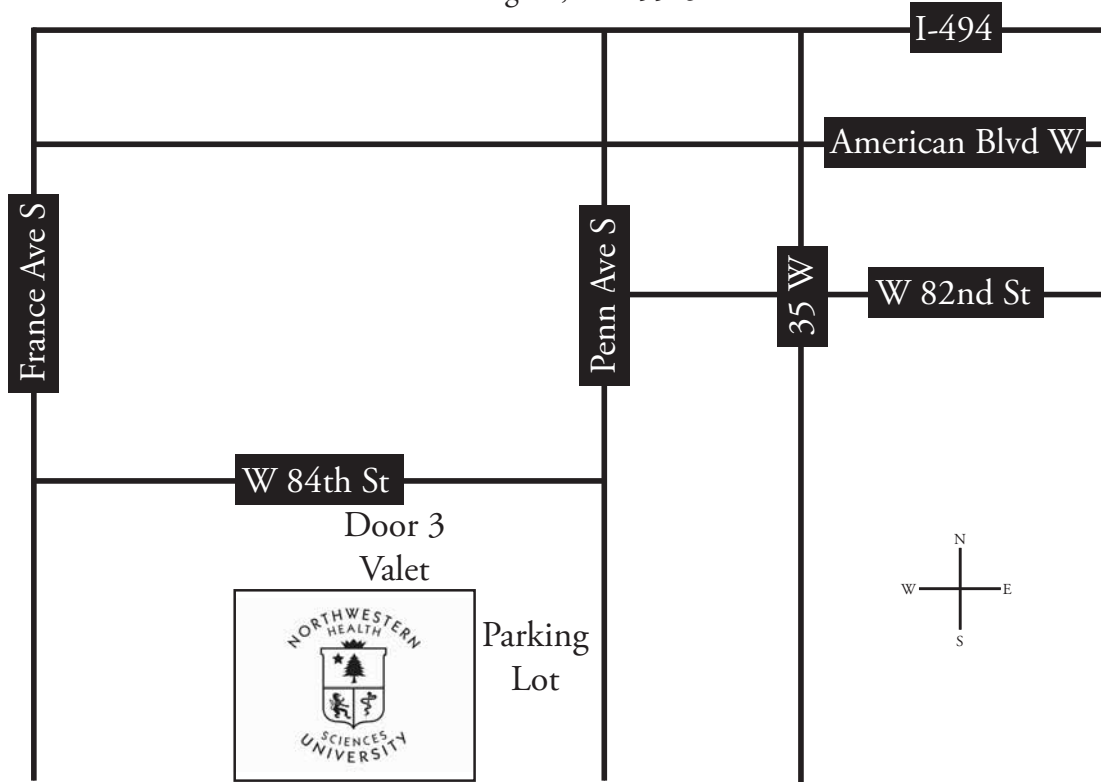 I-494
American Blvd W
France Ave S
Penn Ave S
35 W
W 82nd St
W 84th St
Door 3
Valet
N
W
E
S
NORTHWESTERN
HEALTH
SCIENCES
UNIVERSITY
Parking
Lot